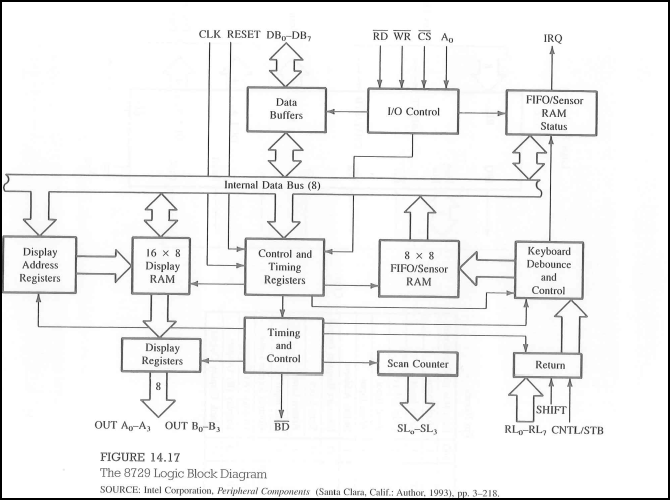 CLK RESET DB₀–DB₇ R̅D̅ W̅R̅ C̅S̅ A₀ IRQ
Data
Buffers
I/O Control
FIFO/Sensor
RAM
Status
Internal Data Bus (8)
Display
Address
Registers
16 × 8
Display
RAM
Control and
Timing
Registers
8 × 8
FIFO/Sensor
RAM
Keyboard
Debounce
and
Control
Timing
and
Control
Display
Registers
Scan Counter
Return
8
SHIFT
OUT A₀–A₃ OUT B₀–B₃ B̅D̅ SL₀–SL₃ RL₀–RL₇ CNTL/STB
FIGURE 14.17
The 8729 Logic Block Diagram
SOURCE: Intel Corporation, Peripheral Components (Santa Clara, Calif.: Author, 1993), pp. 3–218,